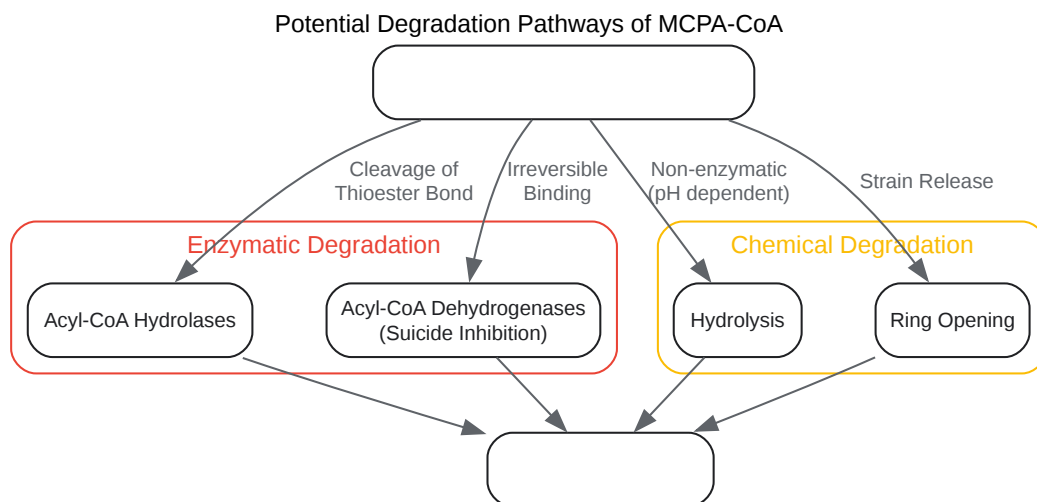 Potential Degradation Pathways of MCPA-CoA
Cleavage of
Thioester Bond
Irreversible
Binding
Non-enzymatic
(pH dependent)
Strain Release
Enzymatic Degradation
Chemical Degradation
Acyl-CoA Hydrolases
Acyl-CoA Dehydrogenases
(Suicide Inhibition)
Hydrolysis
Ring Opening